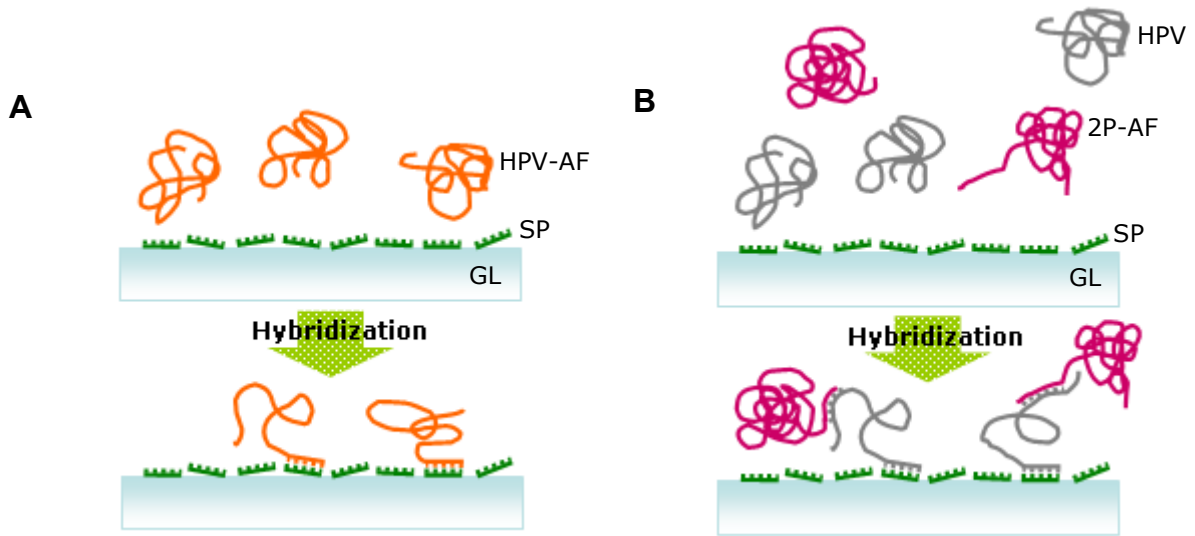 A
HPV-AF
SP
GL
Hybridization
B
HPV
2P-AF
SP
GL
Hybridization